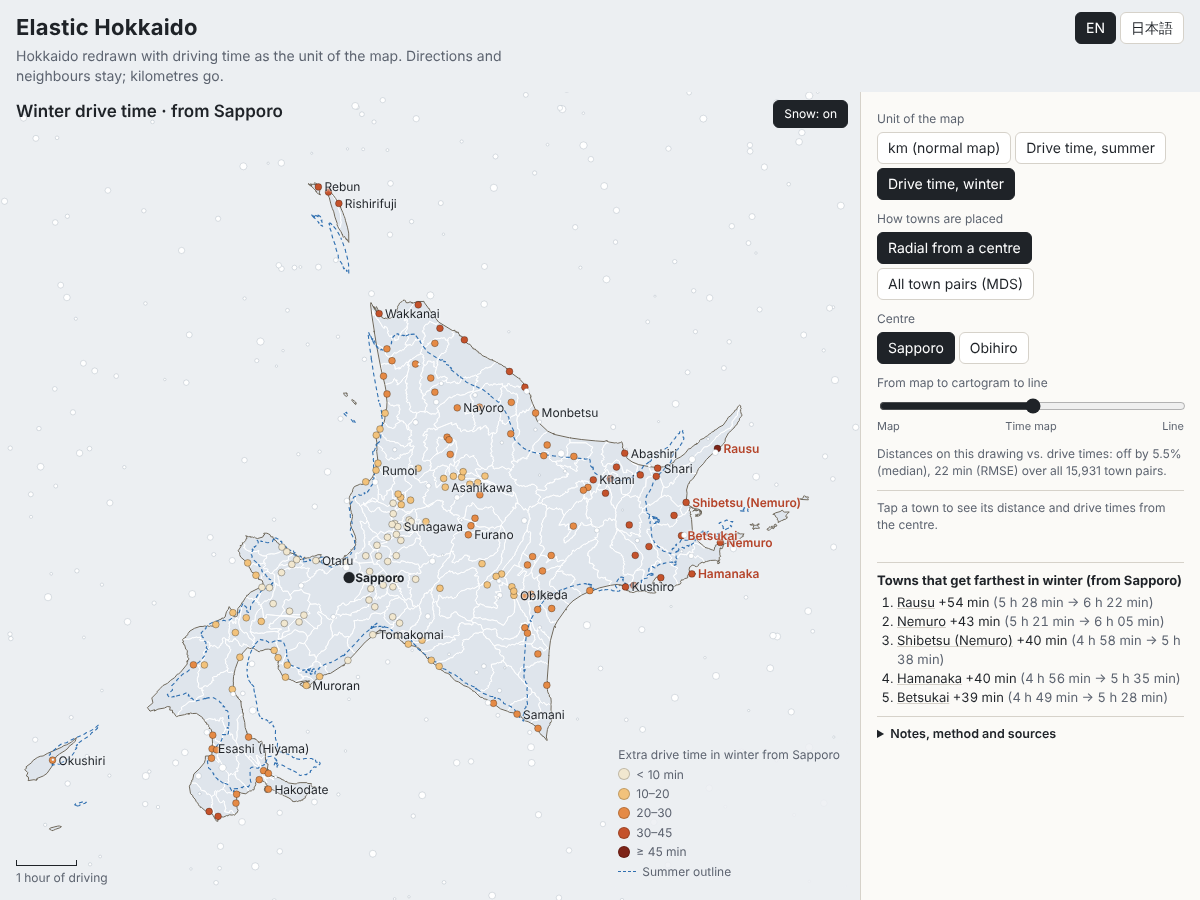 Elastic Hokkaido
Hokkaido redrawn with driving time as the unit of the map. Directions and
neighbours stay; kilometres go.
EN
日本語
Winter drive time · from Sapporo
Snow: on
Rebun
Rishirifuji
Wakkanai
Nayoro
Monbetsu
Abashiri
Rausu
Rumoi
Shari
Kitami
Asahikawa
Shibetsu (Nemuro)
Sunagawa
Furano
Betsukai
Nemuro
Otaru
Sapporo
Hamanaka
Kushiro
Ikeda
Tomakomai
Muroran
Samani
Esashi (Hiyama)
Okushiri
Hakodate
Extra drive time in winter from Sapporo
< 10 min
10–20
20–30
30–45
≥ 45 min
Summer outline
1 hour of driving
Unit of the map
km (normal map)
Drive time, summer
Drive time, winter
How towns are placed
Radial from a centre
All town pairs (MDS)
Centre
Sapporo
Obihiro
From map to cartogram to line
Map
Time map
Line
Distances on this drawing vs. drive times: off by 5.5%
(median), 22 min (RMSE) over all 15,931 town pairs.
Tap a town to see its distance and drive times from
the centre.
Towns that get farthest in winter (from Sapporo)
1. Rausu +54 min (5 h 28 min → 6 h 22 min)
2. Nemuro +43 min (5 h 21 min → 6 h 05 min)
3. Shibetsu (Nemuro) +40 min (4 h 58 min → 5 h
38 min)
4. Hamanaka +40 min (4 h 56 min → 5 h 35 min)
5. Betsukai +39 min (4 h 49 min → 5 h 28 min)
Notes, method and sources